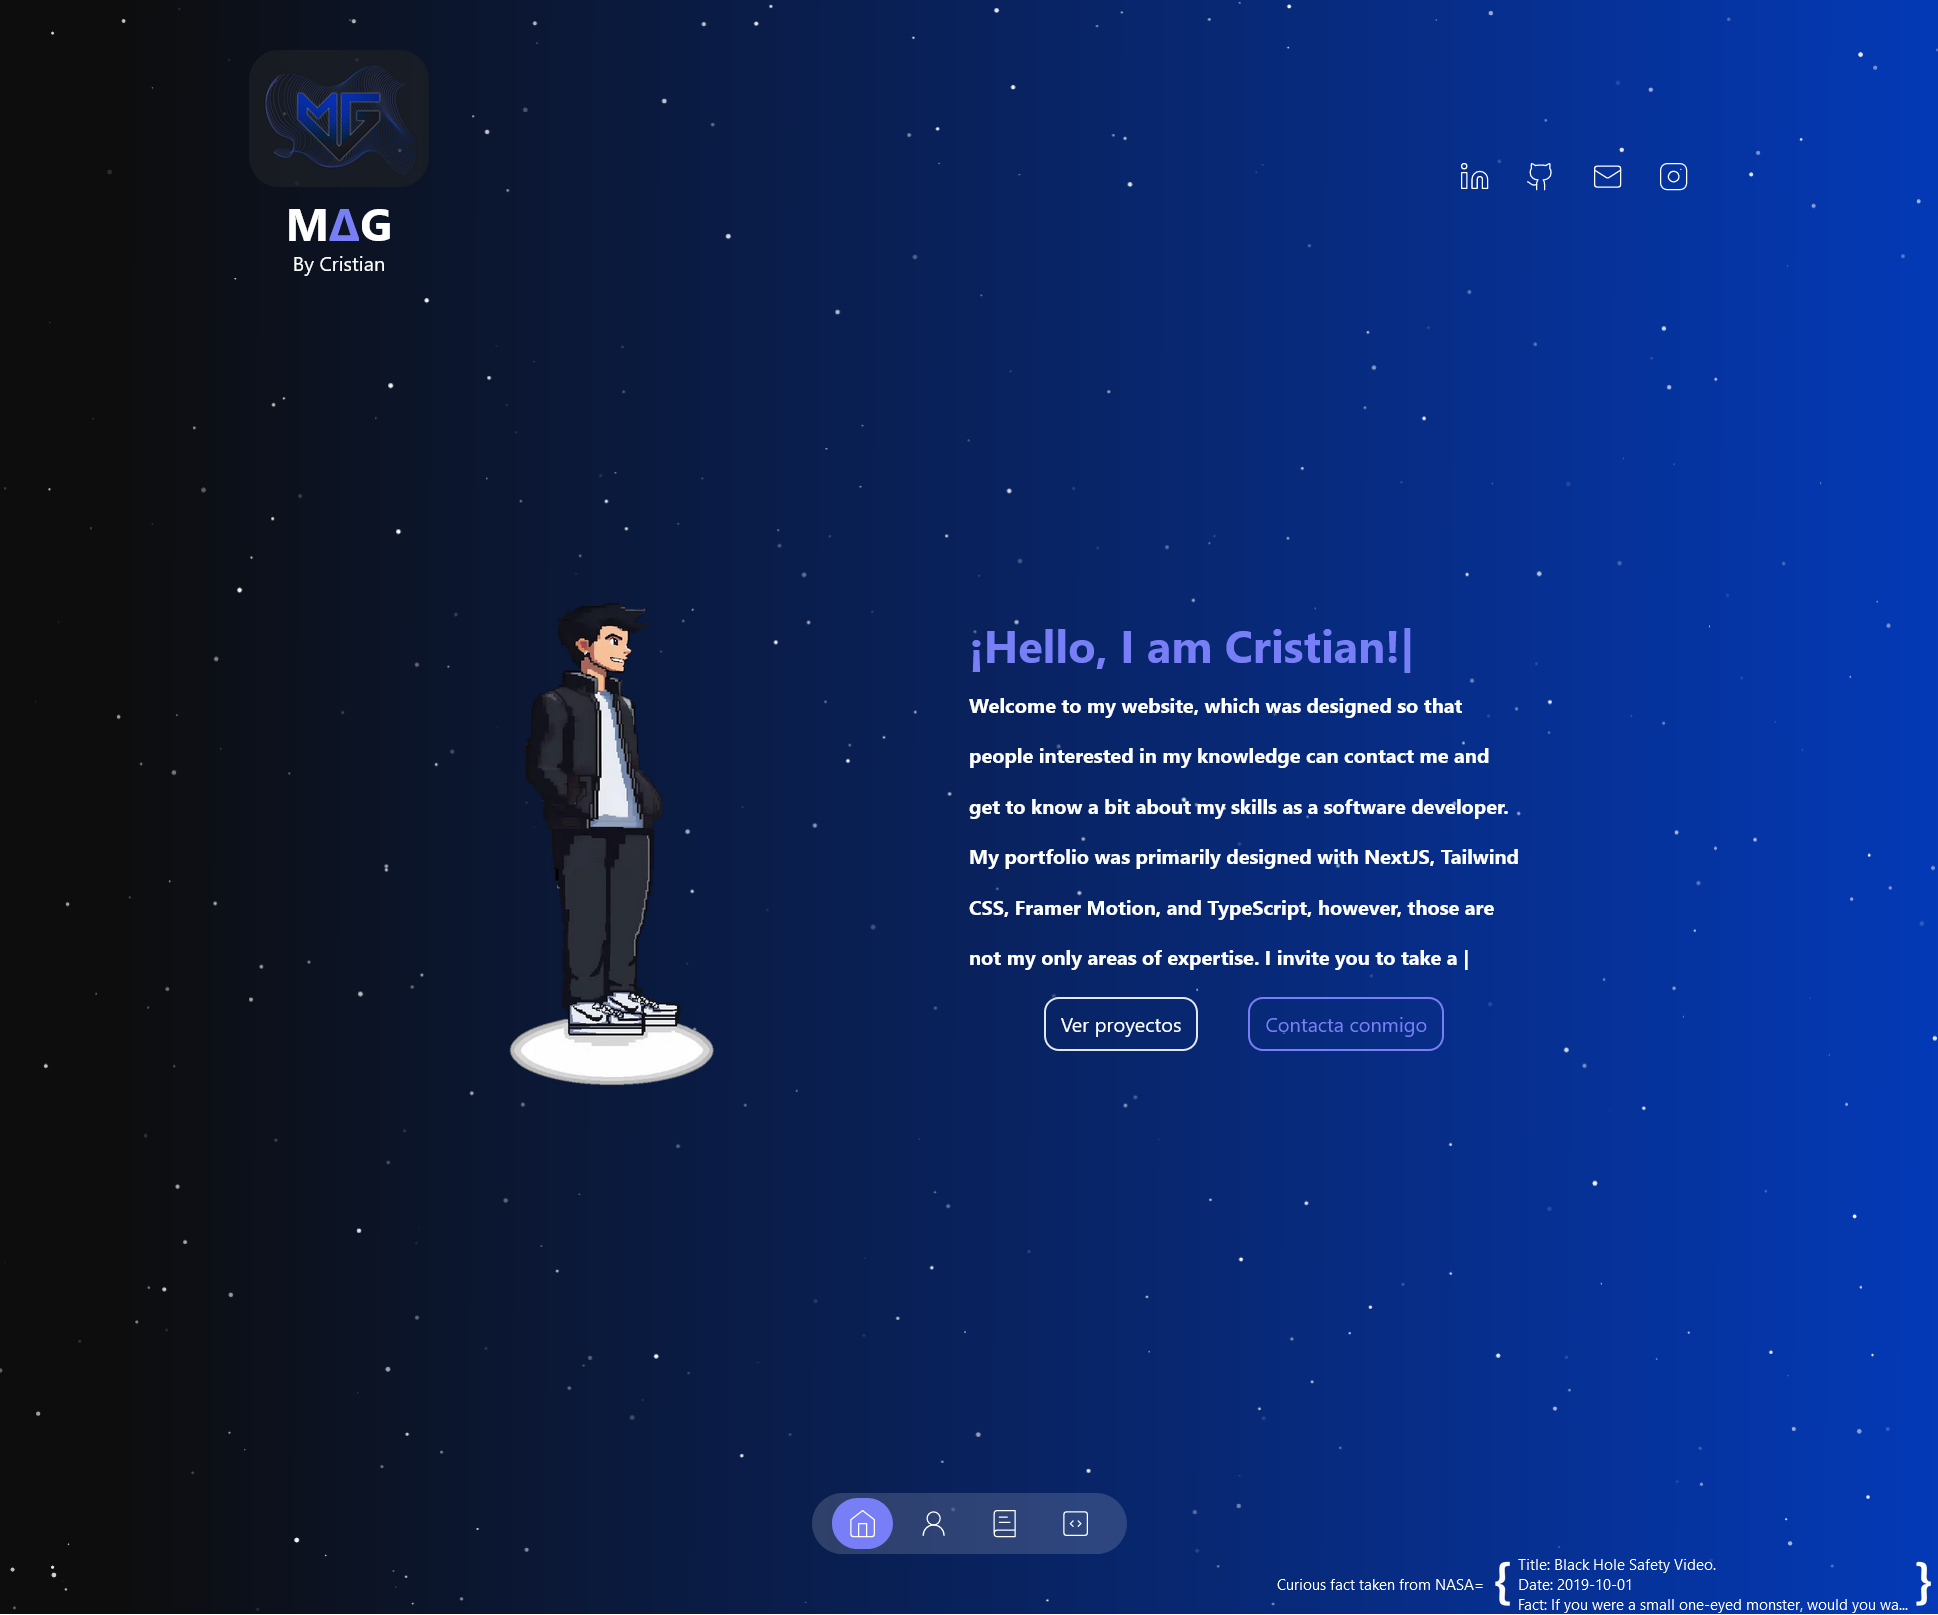 MG
MΔG
By Cristian
¡Hello, I am Cristian!|
Welcome to my website, which was designed so that
people interested in my knowledge can contact me and
get to know a bit about my skills as a software developer.
My portfolio was primarily designed with NextJS, Tailwind
CSS, Framer Motion, and TypeScript, however, those are
not my only areas of expertise. I invite you to take a |
Ver proyectos
Contacta conmigo
Title: Black Hole Safety Video.
Curious fact taken from NASA= { Date: 2019-10-01 }
Fact: If you were a small one-eyed monster, would you wa...